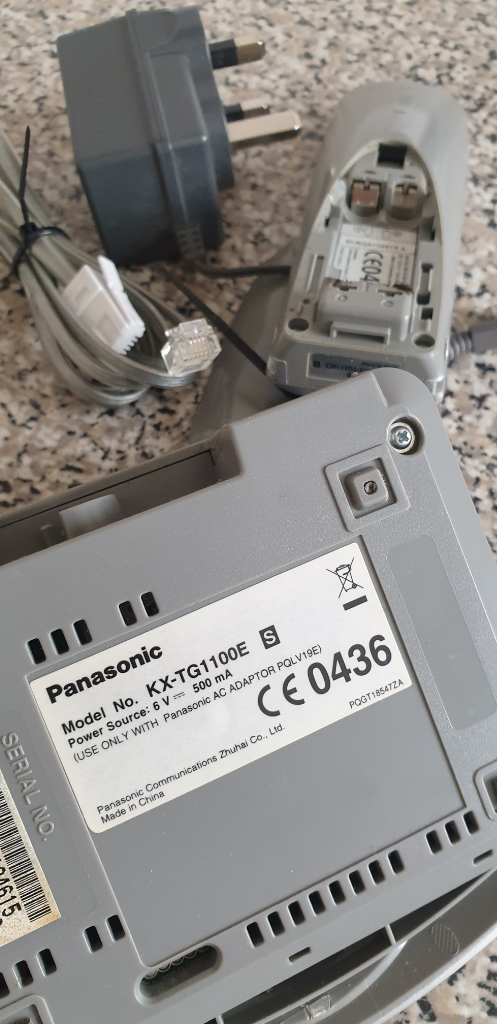 CE04
Panasonic
Model No. KX-TG1100E S
Power Source: 6 V 500 mA
(USE ONLY WITH Panasonic AC ADAPTOR PQLV19E)
CE 0436
PQGT18547ZA
Panasonic Communications Zhuhai Co., Ltd.
Made in China
SERIAL NO.